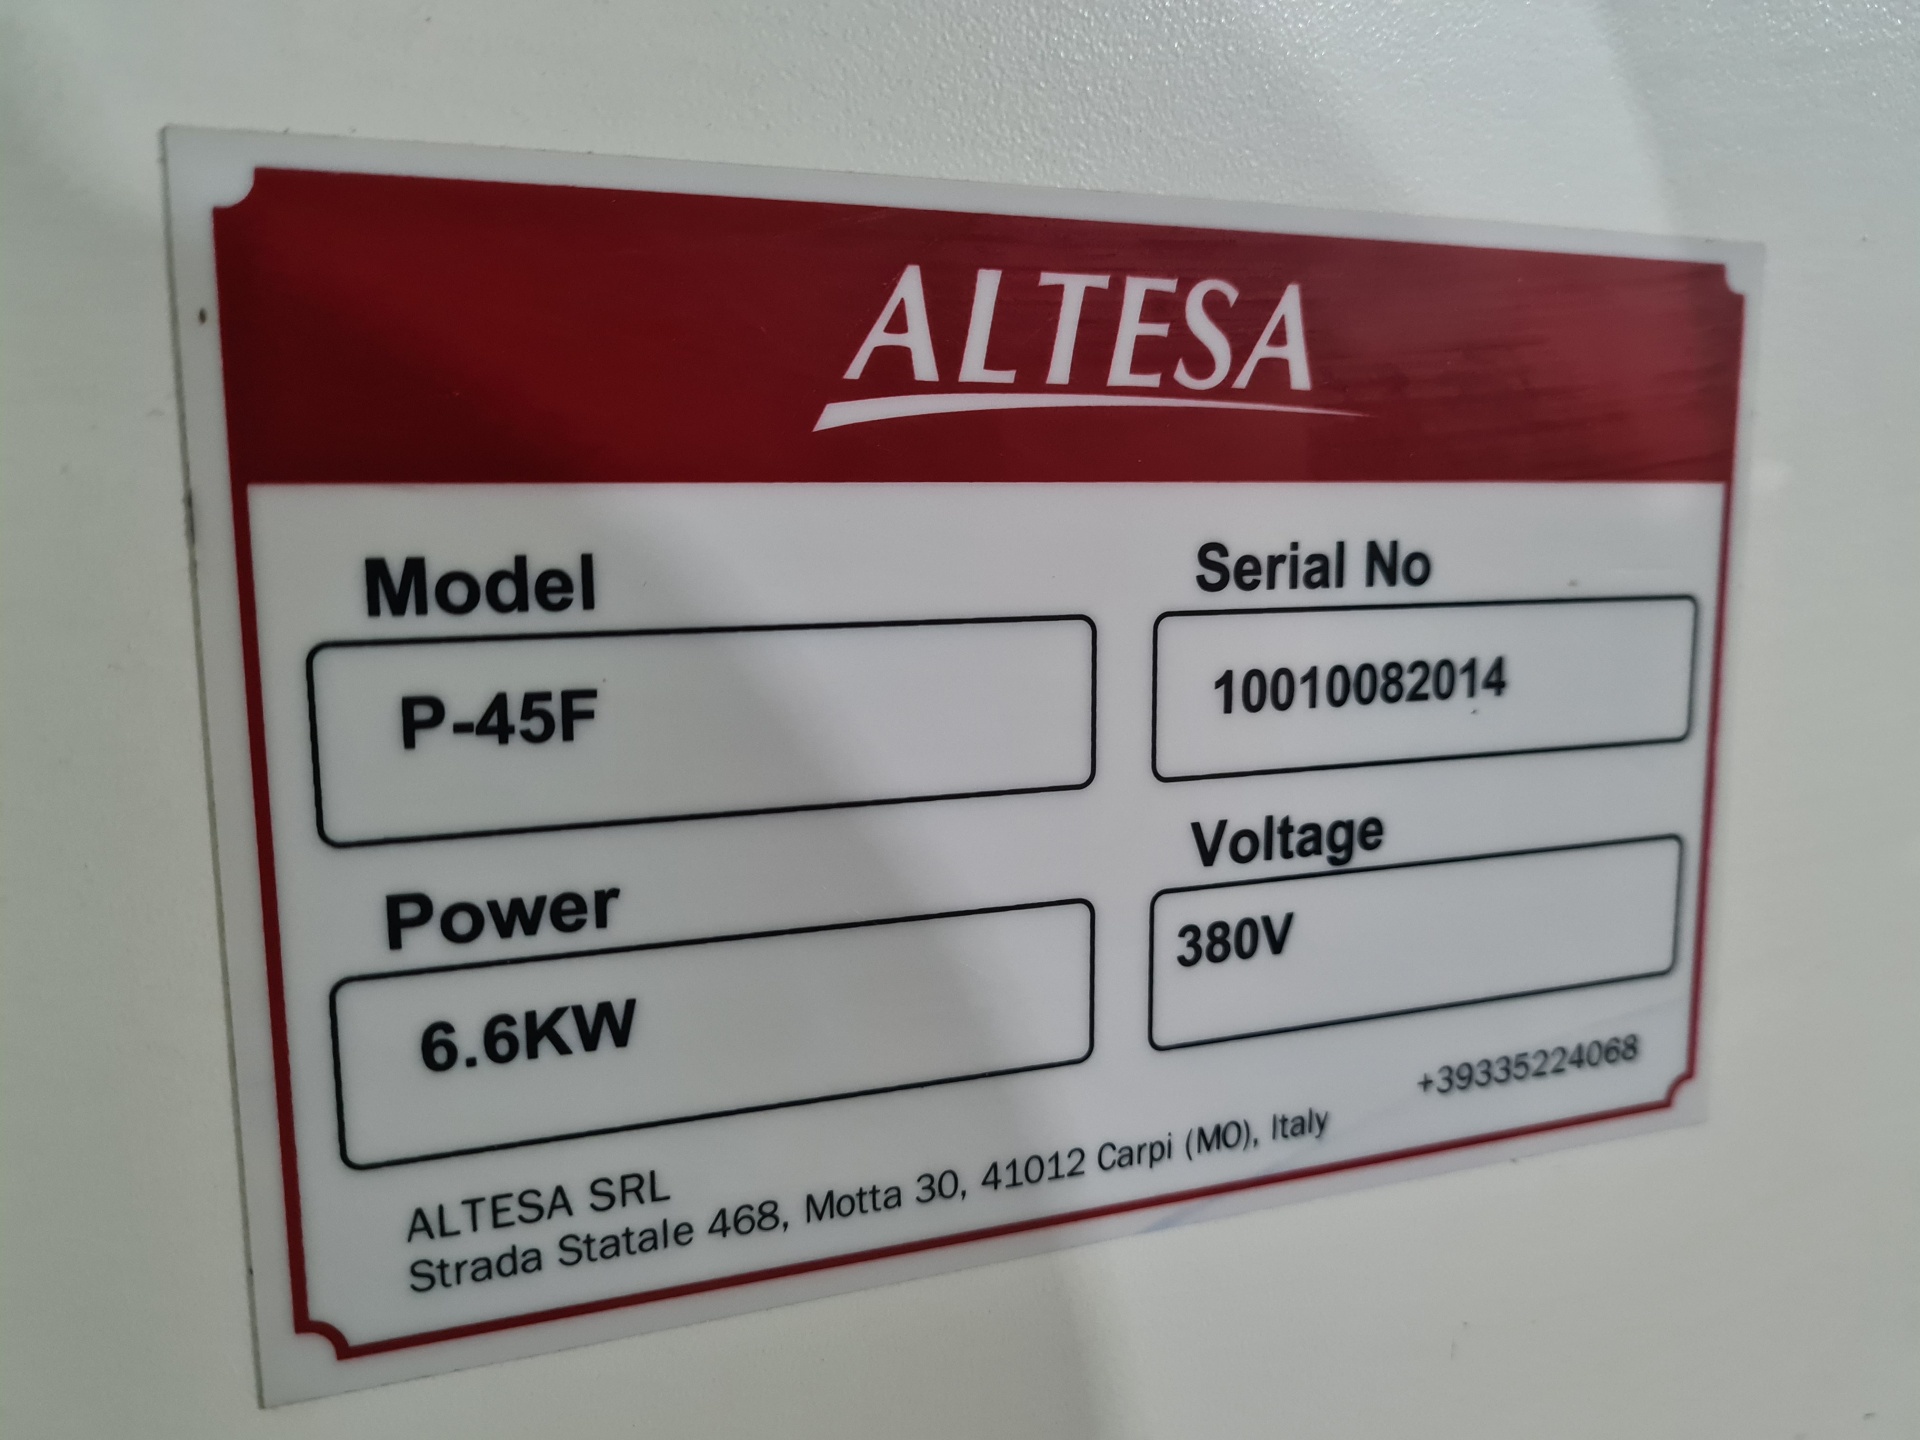 ALTESA
Model
Serial No
P-45F
10010082014
Power
Voltage
6.6KW
380V
+39335224068
ALTESA SRL
Strada Statale 468, Motta 30, 41012 Carpi (MO), Italy